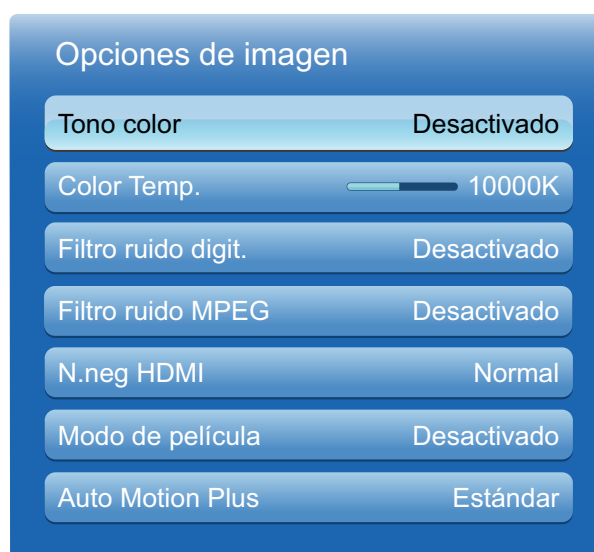 Opciones de imagen
Tono color Desactivado
Color Temp. 10000K
Filtro ruido digit. Desactivado
Filtro ruido MPEG Desactivado
N.neg HDMI Normal
Modo de película Desactivado
Auto Motion Plus Estándar